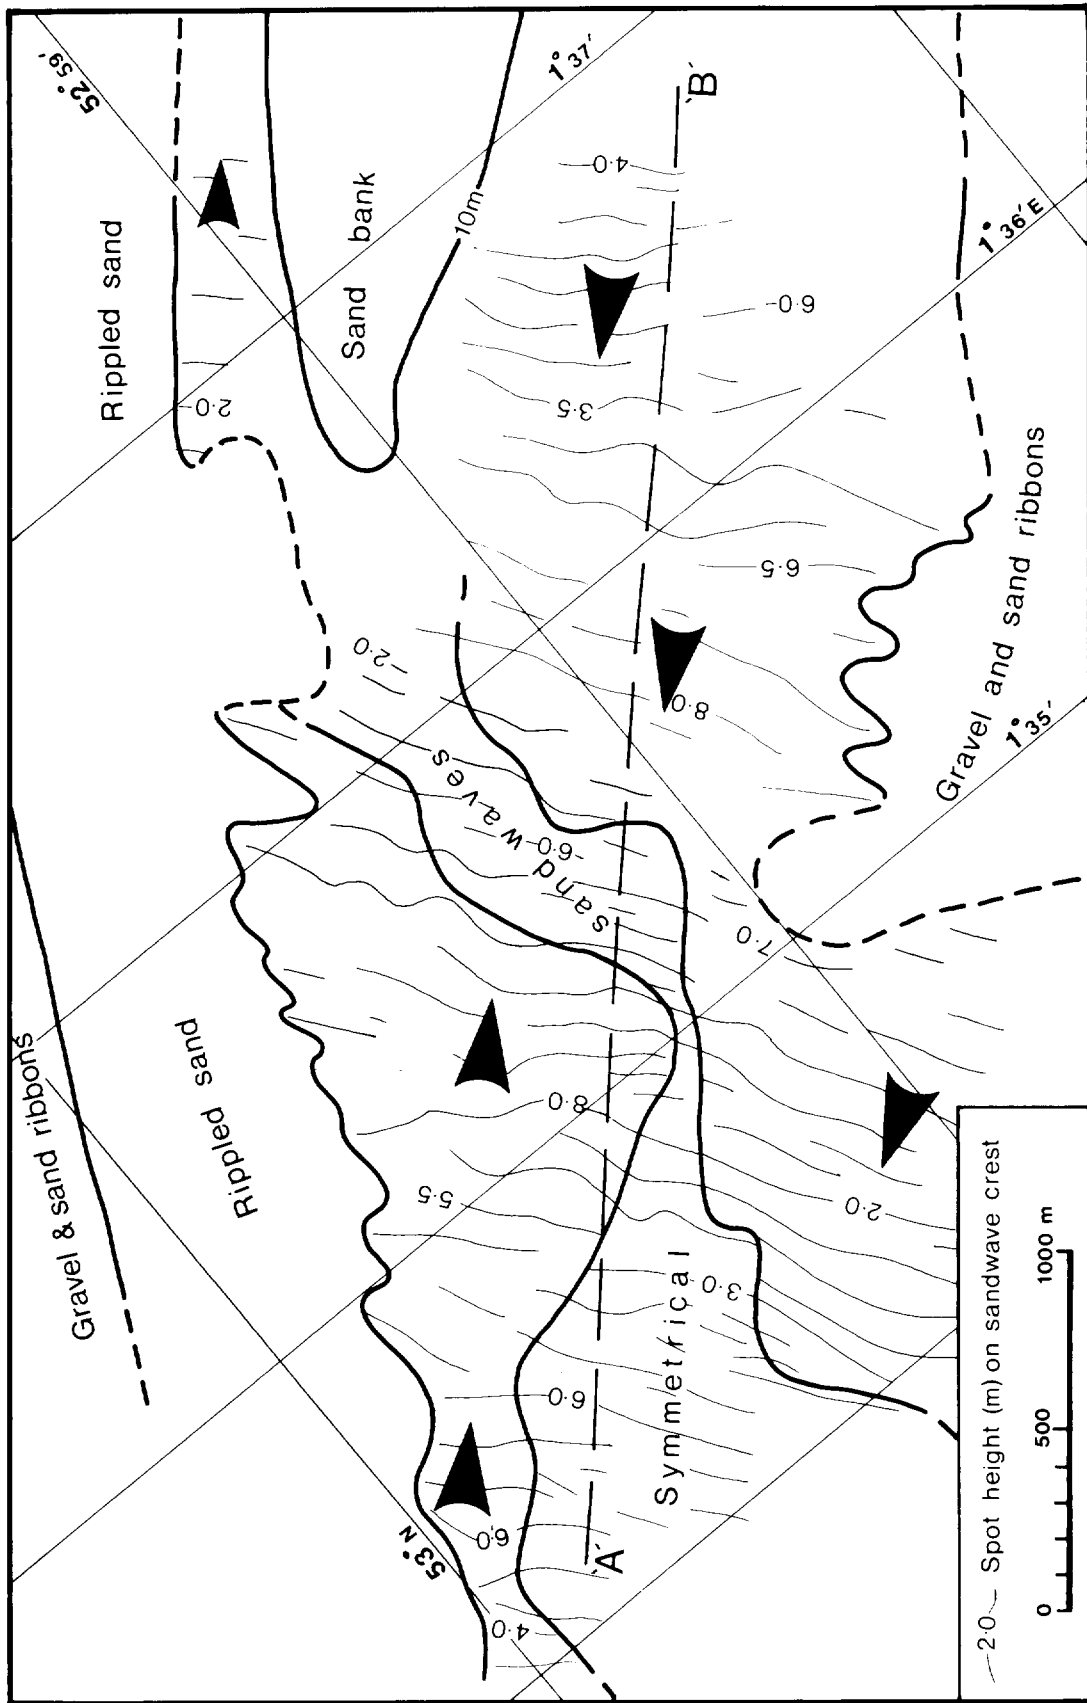 Gravel & sand ribbons
52° 59′
Rippled sand
Rippled sand
2·0
Sand bank
10m
1° 37′
53° N
4·0
6·0
5·5
2·0
8·0
6·0
6·0
3·5
4·0
'A'
'B'
Symmetrical sand waves
3·0
7·0
8·0
6·5
6·0
2·0
Gravel and sand ribbons
1° 35′
1° 36′ E
2·0 Spot height (m) on sandwave crest
0 500 1000 m